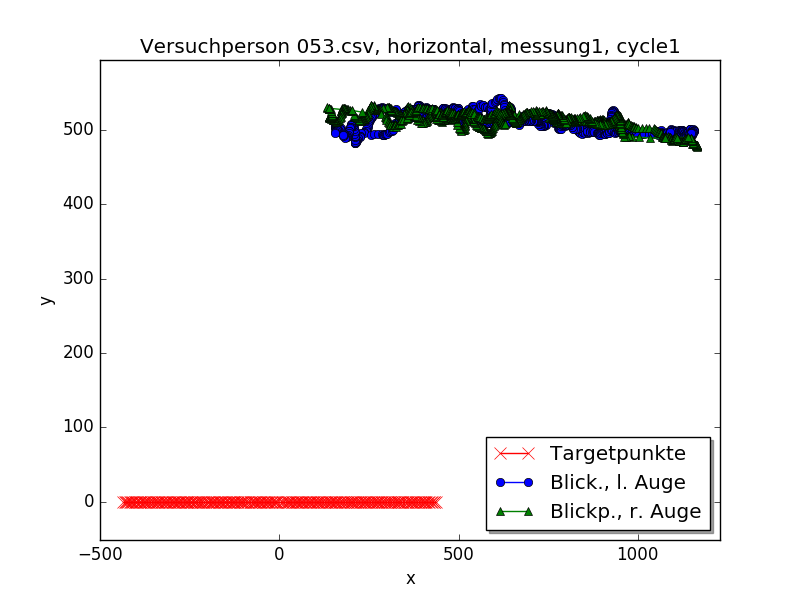 Versuchperson 053.csv, horizontal, messung1, cycle1
500
400
300
200
100
0
y
−500
0
500
1000
x
Targetpunkte
Blick., l. Auge
Blickp., r. Auge